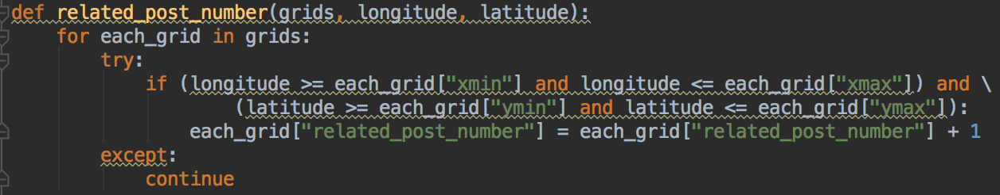 def related_post_number(grids, longitude, latitude):
    for each_grid in grids:
        try:
            if (longitude >= each_grid["xmin"] and longitude <= each_grid["xmax"]) and \
                    (latitude >= each_grid["ymin"] and latitude <= each_grid["ymax"]):
                each_grid["related_post_number"] = each_grid["related_post_number"] + 1
        except:
            continue